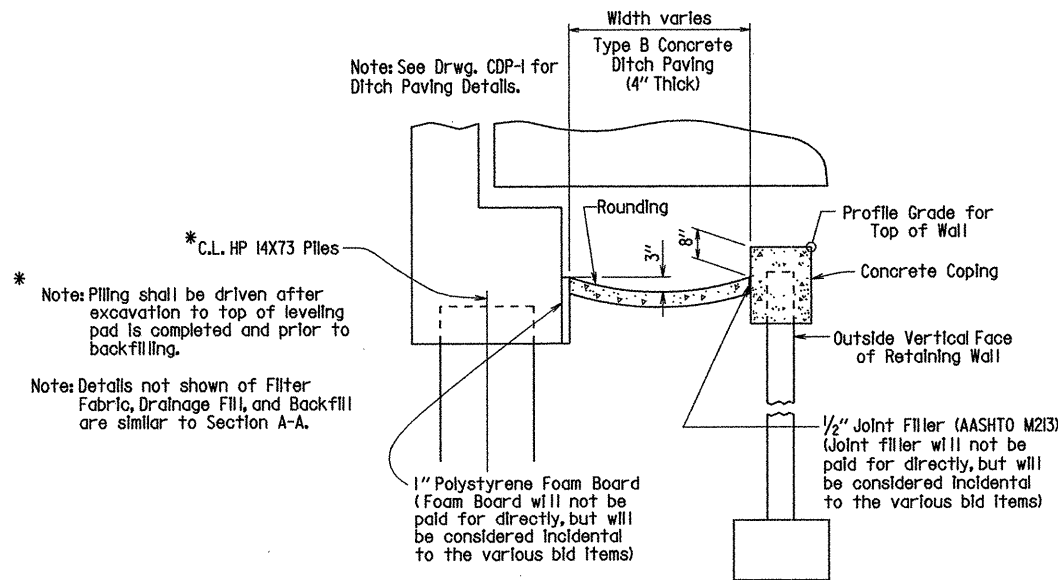 Width varies
Type B Concrete
Ditch Paving
(4" Thick)
Note: See Drwg. CDP-1 for
Ditch Paving Details.
Rounding
8"
3"
Profile Grade for
Top of Wall
*C.L. HP 14X73 Piles
Concrete Coping
*
Note: Piling shall be driven after
excavation to top of leveling
pad is completed and prior to
backfilling.
Outside Vertical Face
of Retaining Wall
Note: Details not shown of Filter
Fabric, Drainage Fill, and Backfill
are similar to Section A-A.
1/2" Joint Filler (AASHTO M213)
(Joint filler will not be
paid for directly, but will
be considered incidental
to the various bid items)
1" Polystyrene Foam Board
(Foam Board will not be
paid for directly, but will
be considered incidental
to the various bid items)